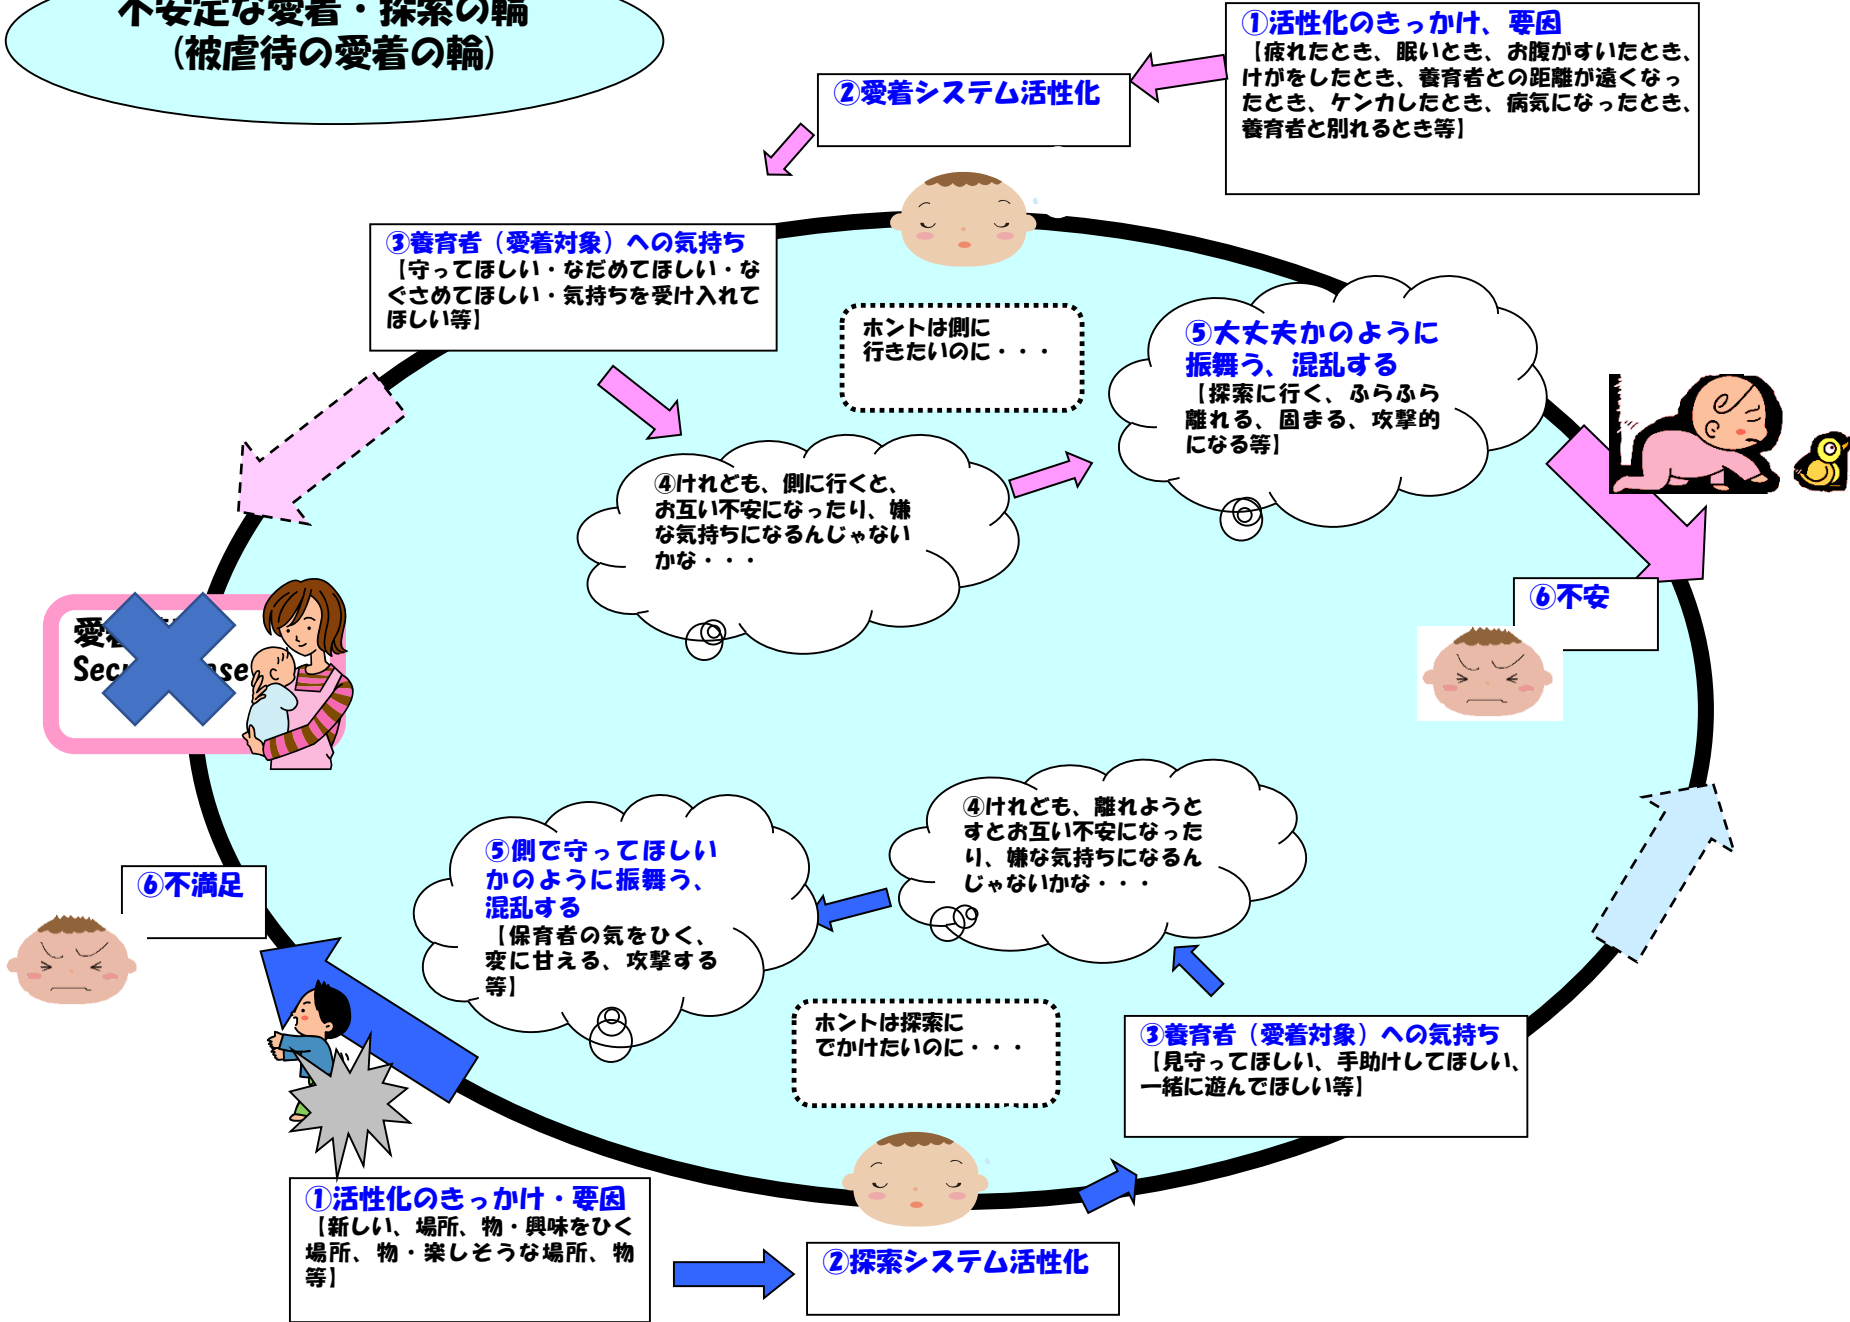 不安定な愛着・探索の輪
(被虐待の愛着の輪)
①活性化のきっかけ、要因
【疲れたとき、眠いとき、お腹がすいたとき、
けがをしたとき、養育者との距離が遠くなっ
たとき、ケンカしたとき、病気になったとき、
養育者と別れるとき等】
②愛着システム活性化
③養育者（愛着対象）への気持ち
【守ってほしい・なだめてほしい・な
ぐさめてほしい・気持ちを受け入れて
ほしい等】
ホントは側に
行きたいのに・・・
⑤大丈夫かのように
振舞う、混乱する
【探索に行く、ふらふら
離れる、固まる、攻撃的
になる等】
④けれども、側に行くと、
お互い不安になったり、嫌
な気持ちになるんじゃない
かな・・・
⑥不安
愛着
Sec se
④けれども、離れようと
すとお互い不安になった
り、嫌な気持ちになるん
じゃないかな・・・
⑤側で守ってほしい
かのように振舞う、
混乱する
【保育者の気をひく、
変に甘える、攻撃する
等】
⑥不満足
ホントは探索に
でかけたいのに・・・
③養育者（愛着対象）への気持ち
【見守ってほしい、手助けしてほしい、
一緒に遊んでほしい等】
①活性化のきっかけ・要因
【新しい、場所、物・興味をひく
場所、物・楽しそうな場所、物
等】
②探索システム活性化